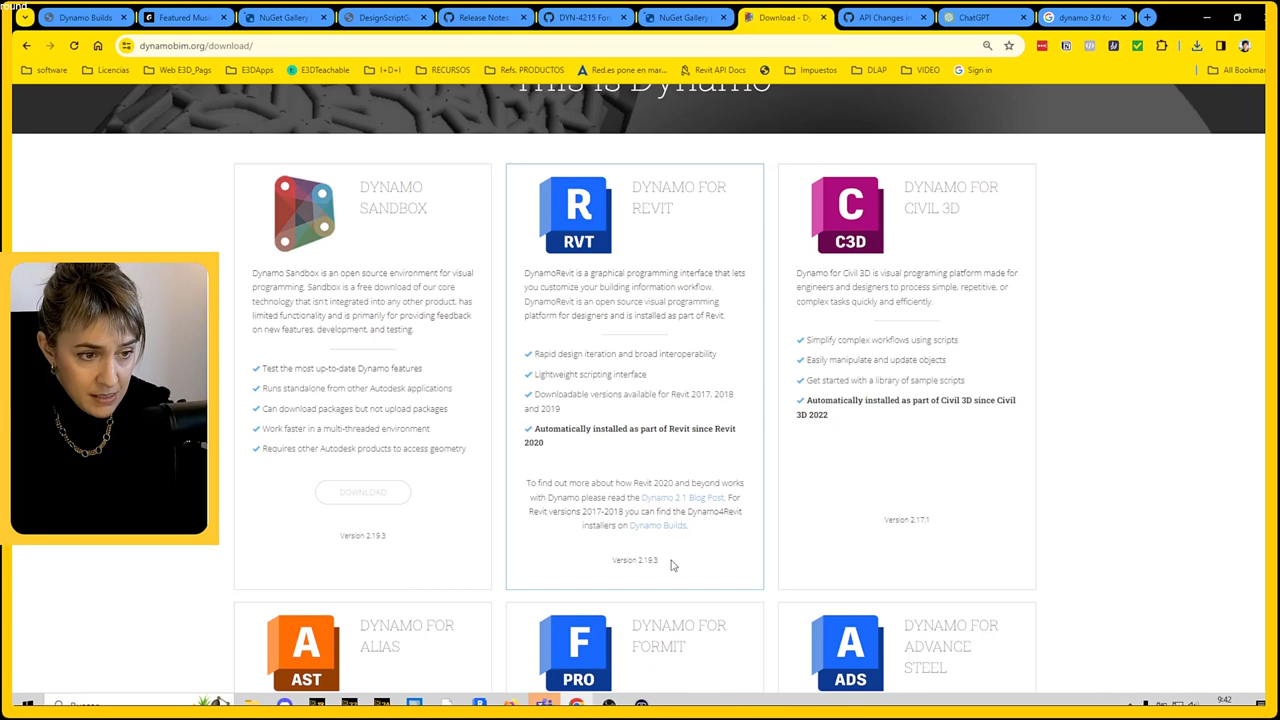 round
Dynamo Builds
Featured Mus
NuGet Gallery
DesignScriptG
Release Notes
DYN-4215 For
NuGet Gallery
Download - Dy
API Changes in
ChatGPT
dynamo 3.0 for
dynamobim.org/download/
software
Licencias
Web E3D_Pags
E3DApps
E3DTeachable
I+D+I
RECURSOS
Refs. PRODUCTOS
Red.es pone en mar...
Revit API Docs
Impuestos
DLAP
VIDEO
Sign in
All Bookmar
This is Dynamo
DYNAMO
SANDBOX
Dynamo Sandbox is an open source environment for visual
programming. Sandbox is a free download of our core
technology that isn't integrated into any other product, has
limited functionality and is primarily for providing feedback
on new features, development, and testing.
Test the most up-to-date Dynamo features
Runs standalone from other Autodesk applications
Can download packages but not upload packages
Work faster in a multi-threaded environment
Requires other Autodesk products to access geometry
DOWNLOAD
Version 2.19.3
R
RVT
DYNAMO FOR
REVIT
DynamoRevit is a graphical programming interface that lets
you customize your building information workflow.
DynamoRevit is an open source visual programming
platform for designers and is installed as part of Revit.
Rapid design iteration and broad interoperability
Lightweight scripting interface
Downloadable versions available for Revit 2017, 2018
and 2019
Automatically installed as part of Revit since Revit
2020
To find out more about how Revit 2020 and beyond works
with Dynamo please read the Dynamo 2.1 Blog Post. For
Revit versions 2017-2018 you can find the Dynamo4Revit
installers on Dynamo Builds.
Version 2.19.3
C
C3D
DYNAMO FOR
CIVIL 3D
Dynamo for Civil 3D is visual programing platform made for
engineers and designers to process simple, repetitive, or
complex tasks quickly and efficiently.
Simplify complex workflows using scripts
Easily manipulate and update objects
Get started with a library of sample scripts
Automatically installed as part of Civil 3D since Civil
3D 2022
Version 2.17.1
A
AST
DYNAMO FOR
ALIAS
F
PRO
DYNAMO FOR
FORMIT
A
ADS
DYNAMO FOR
ADVANCE
STEEL
Buscar
9:42